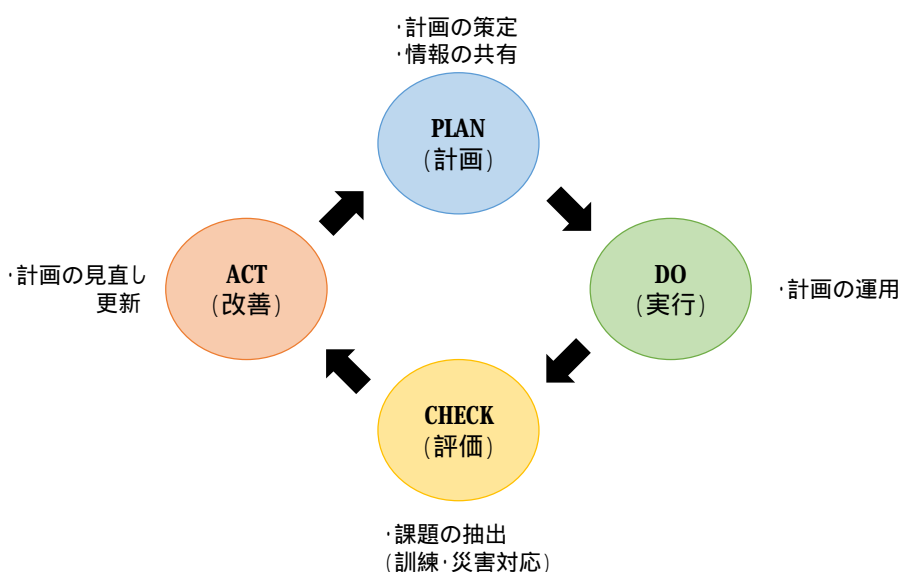 ·計画の策定
·情報の共有
PLAN
(計画)
ACT
(改善)
·計画の見直し
更新
DO
(実行)
·計画の運用
CHECK
(評価)
·課題の抽出
(訓練·災害対応)